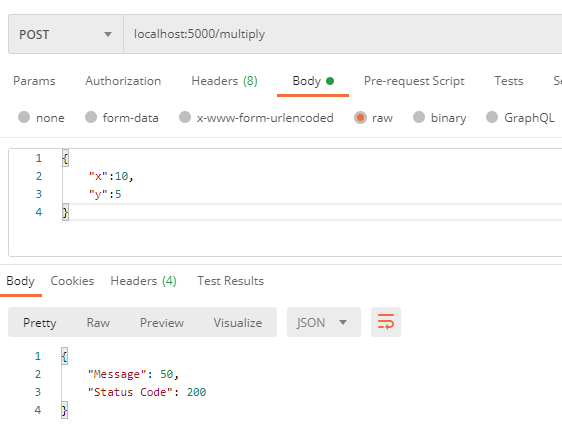 POST localhost:5000/multiply
Params Authorization Headers (8) Body Pre-request Script Tests Se
none form-data x-www-form-urlencoded raw binary GraphQL
1 {
2 "x":10,
3 "y":5
4 }
Body Cookies Headers (4) Test Results
Pretty Raw Preview Visualize JSON
1 {
2 "Message": 50,
3 "Status Code": 200
4 }